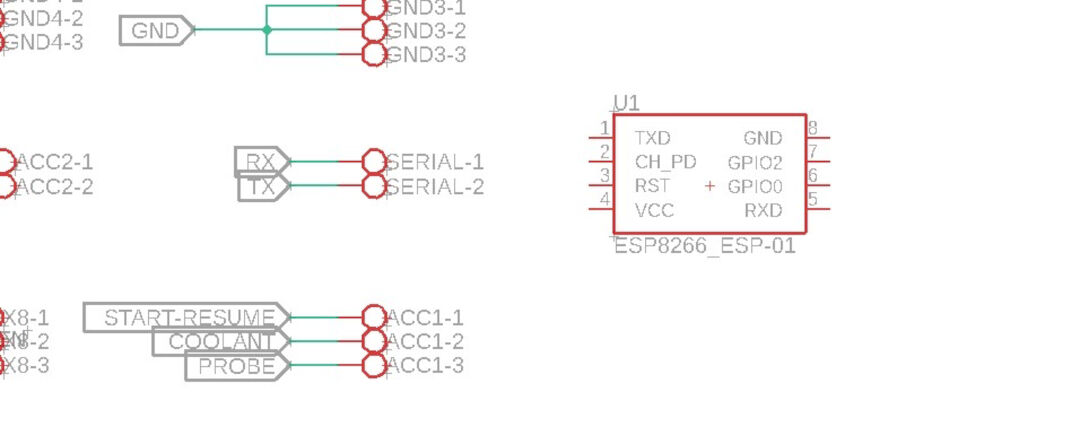 GND4-2
GND4-3
GND
GND3-1
GND3-2
GND3-3
ACC2-1
ACC2-2
RX
TX
SERIAL-1
SERIAL-2
U1
1 TXD GND 8
2 CH_PD GPIO2 7
3 RST GPIO0 6
4 VCC RXD 5
ESP8266_ESP-01
X8-1
X8-2
X8-3
START-RESUME
COOLANT
PROBE
ACC1-1
ACC1-2
ACC1-3